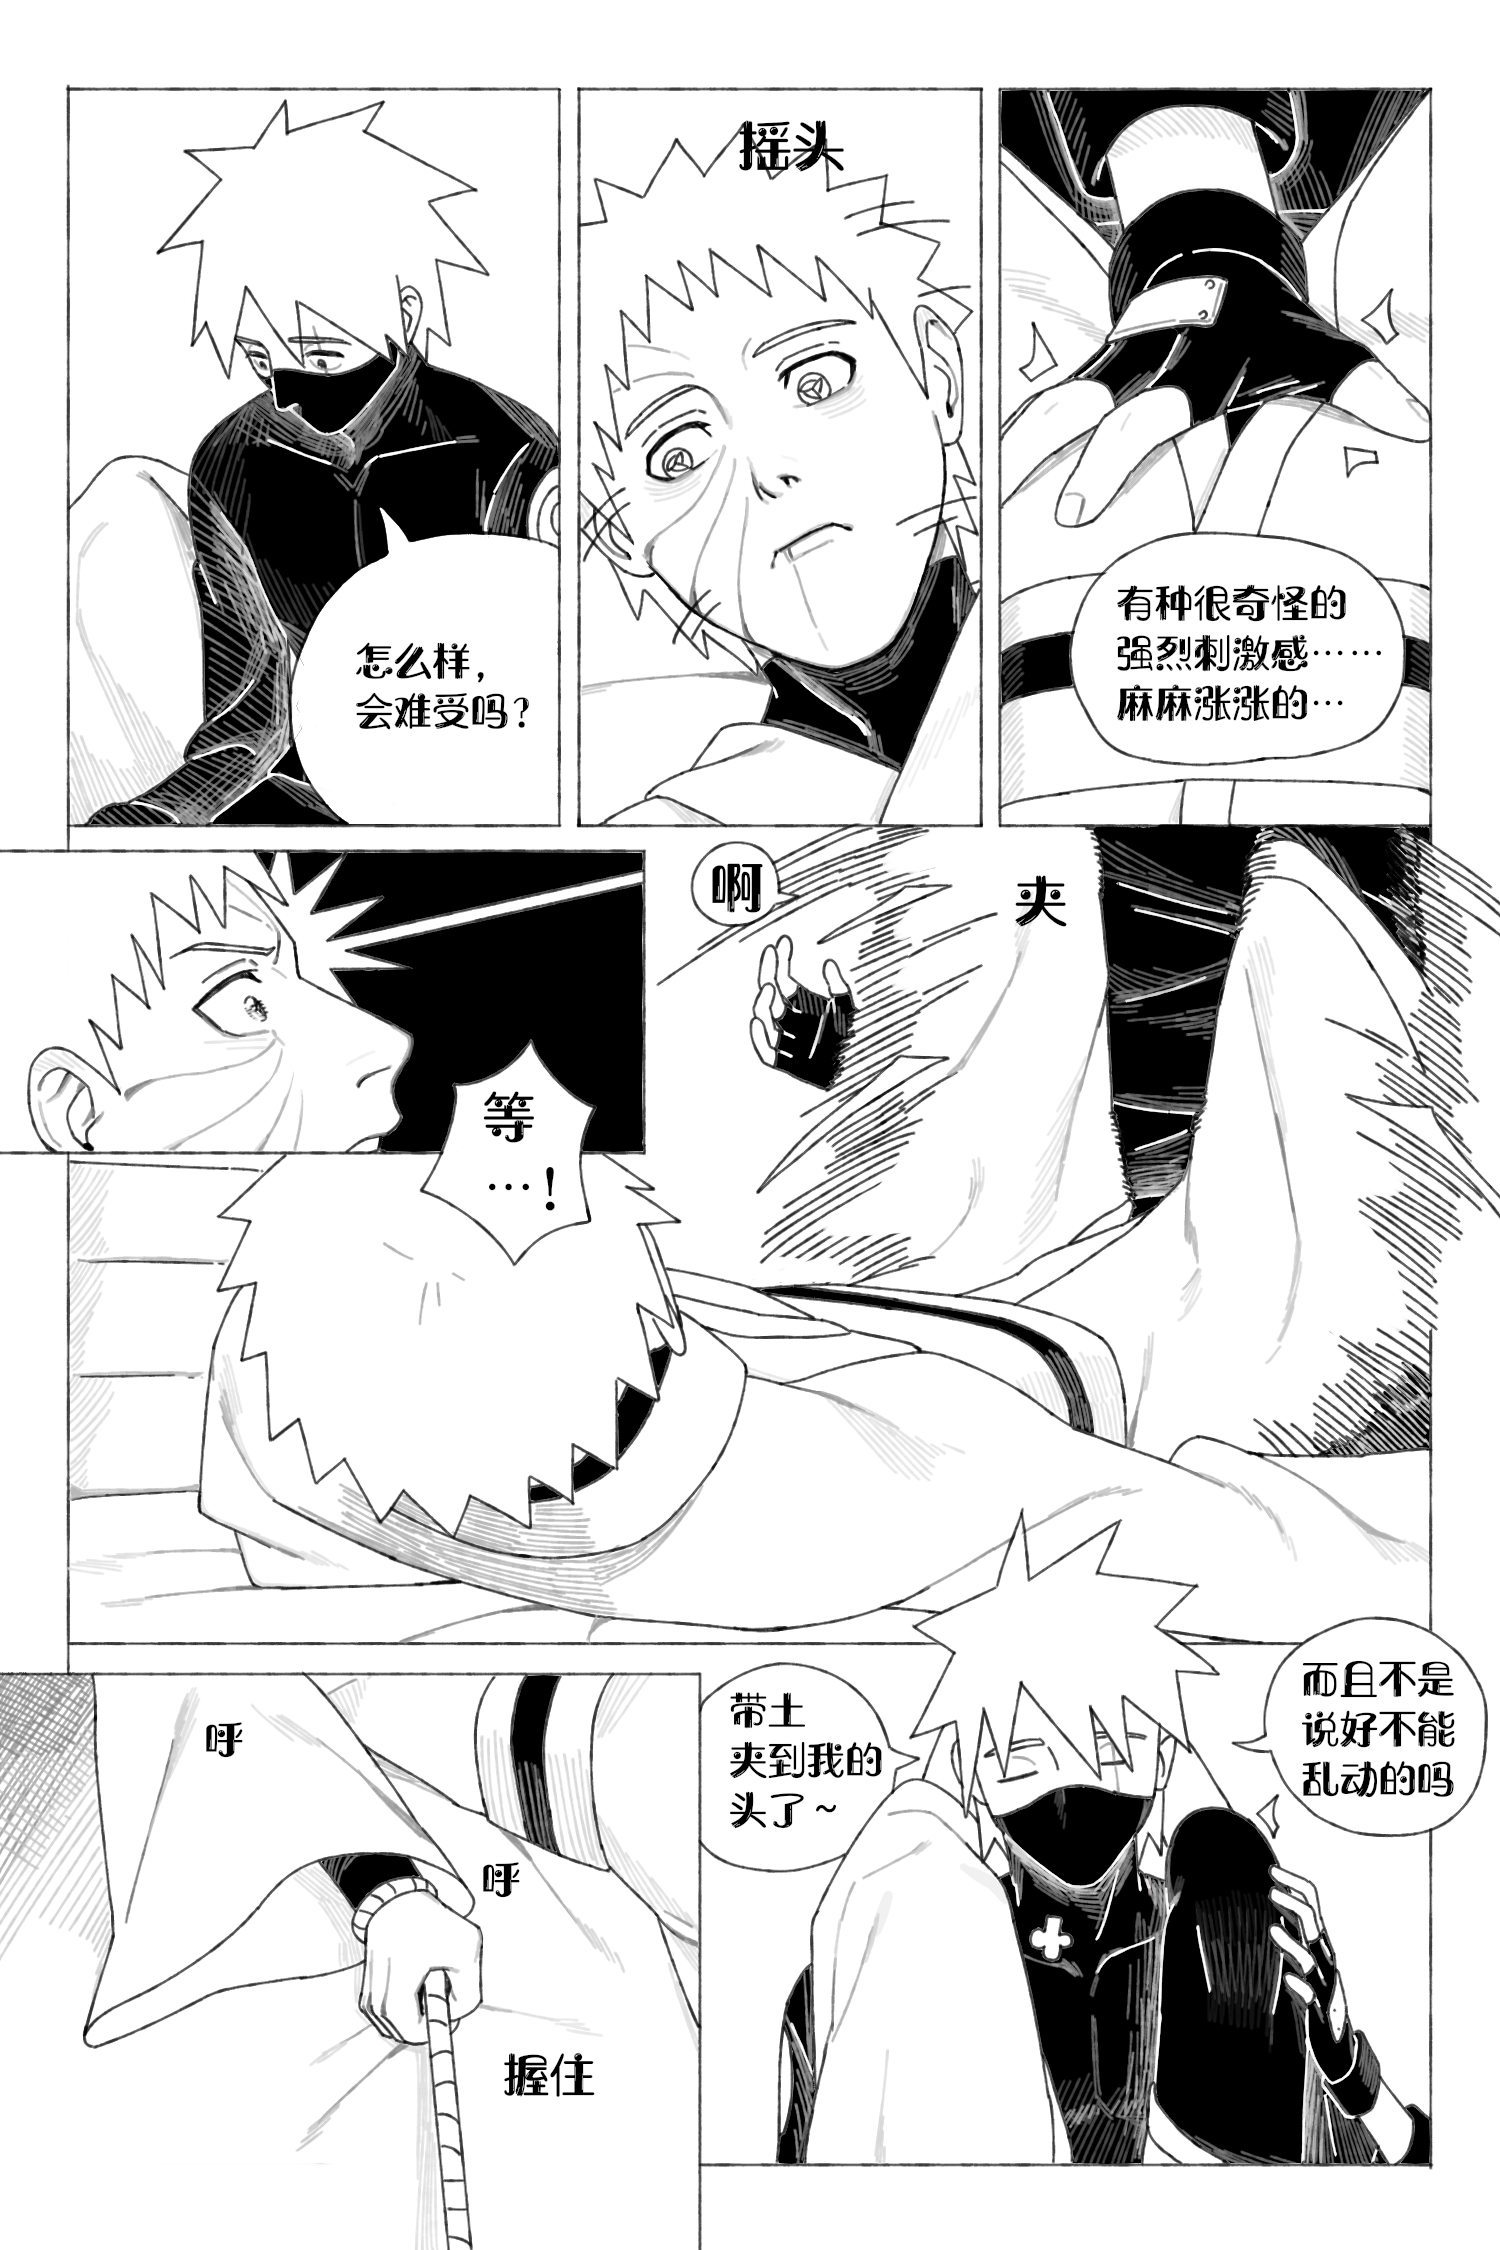 怎么样，
会难受吗？
摇头
有种很奇怪的
强烈刺激感……
麻麻涨涨的…
啊
夹
等
…！
呼
呼
握住
带土
夹到我的
头了～
而且不是
说好不能
乱动的吗